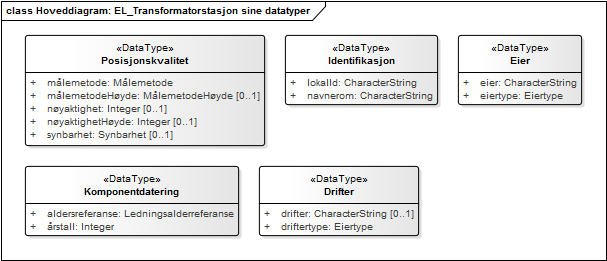 class Hoveddiagram: EL_Transformatorstasjon sine datatyper
«DataType»
Posisjonskvalitet
+ målemetode: Målemetode
+ målemetodeHøyde: MålemetodeHøyde [0..1]
+ nøyaktighet: Integer [0..1]
+ nøyaktighetHøyde: Integer [0..1]
+ synbarhet: Synbarhet [0..1]
«DataType»
Identifikasjon
+ lokalId: CharacterString
+ navnerom: CharacterString
«DataType»
Eier
+ eier: CharacterString
+ eiertype: Eiertype
«DataType»
Komponentdatering
+ aldersreferanse: Ledningsalderreferanse
+ årstall: Integer
«DataType»
Drifter
+ drifter: CharacterString [0..1]
+ driftertype: Eiertype